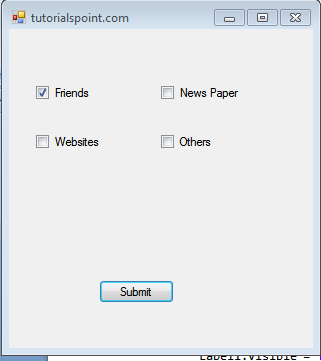 tutorialspoint.com
Friends News Paper
Websites Others
Submit
Label1.Visible =